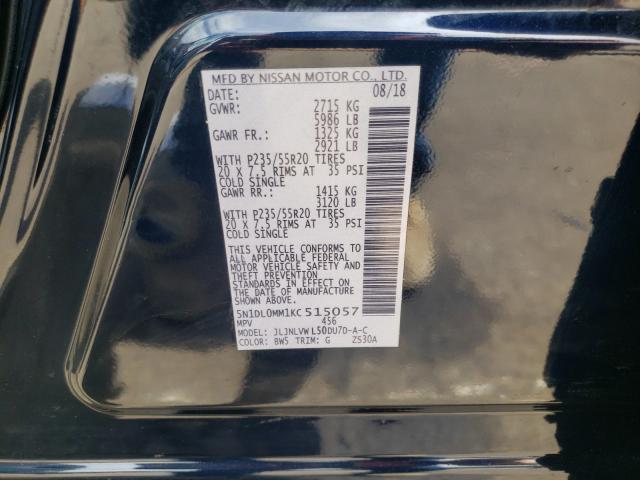 MFD BY NISSAN MOTOR CO., LTD.
DATE: 08/18
GVWR: 2715 KG
5986 LB
GAWR FR.: 1325 KG
2921 LB
WITH P235/55R20 TIRES
20 X 7.5 RIMS AT 35 PSI
COLD SINGLE
GAWR RR.: 1415 KG
3120 LB
WITH P235/55R20 TIRES
20 X 7.5 RIMS AT 35 PSI
COLD SINGLE
THIS VEHICLE CONFORMS TO
ALL APPLICABLE FEDERAL
MOTOR VEHICLE SAFETY AND
THEFT PREVENTION
STANDARDS IN EFFECT ON
THE DATE OF MANUFACTURE
SHOWN ABOVE.
5N1DL0MM1KC515057
MPV 456
MODEL: JLJNLVWL50DU7D-A-C
COLOR: BW5 TRIM: G ZS30A